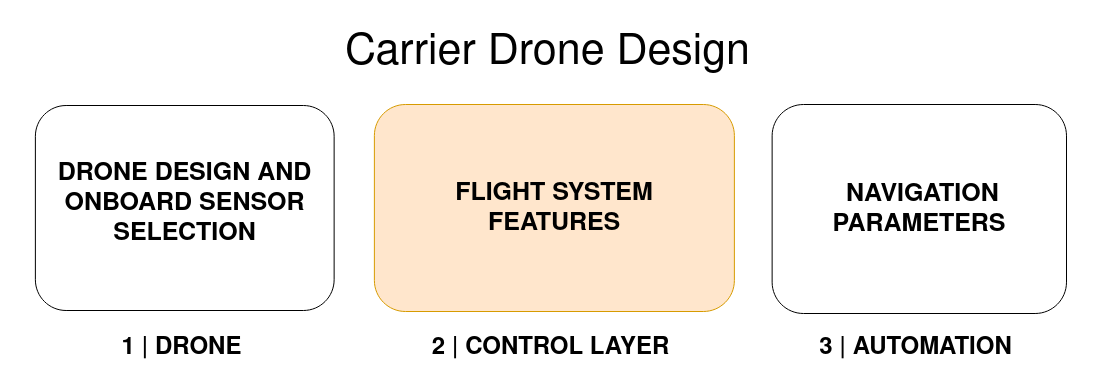 Carrier Drone Design
DRONE DESIGN AND
ONBOARD SENSOR
SELECTION
FLIGHT SYSTEM
FEATURES
NAVIGATION
PARAMETERS
1 | DRONE
2 | CONTROL LAYER
3 | AUTOMATION